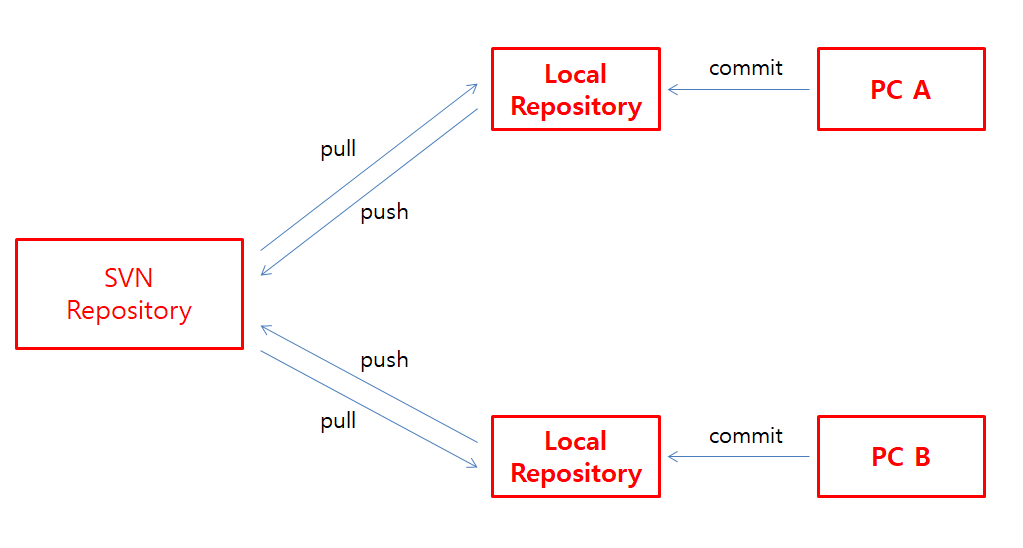 Local
Repository
commit
PC A
pull
push
SVN
Repository
push
pull
Local
Repository
commit
PC B